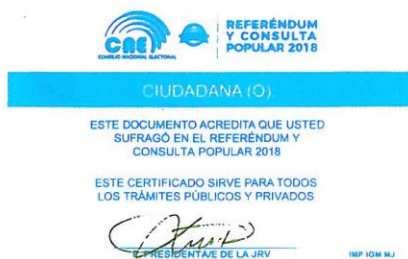 CNE
CONSEJO NACIONAL ELECTORAL
REFERÉNDUM
Y CONSULTA
POPULAR 2018
CIUDADANA (O):
ESTE DOCUMENTO ACREDITA QUE USTED
SUFRAGÓ EN EL REFERÉNDUM Y
CONSULTA POPULAR 2018
ESTE CERTIFICADO SIRVE PARA TODOS
LOS TRÁMITES PÚBLICOS Y PRIVADOS
PRESIDENTA/E DE LA JRV
IMP IGM MJ